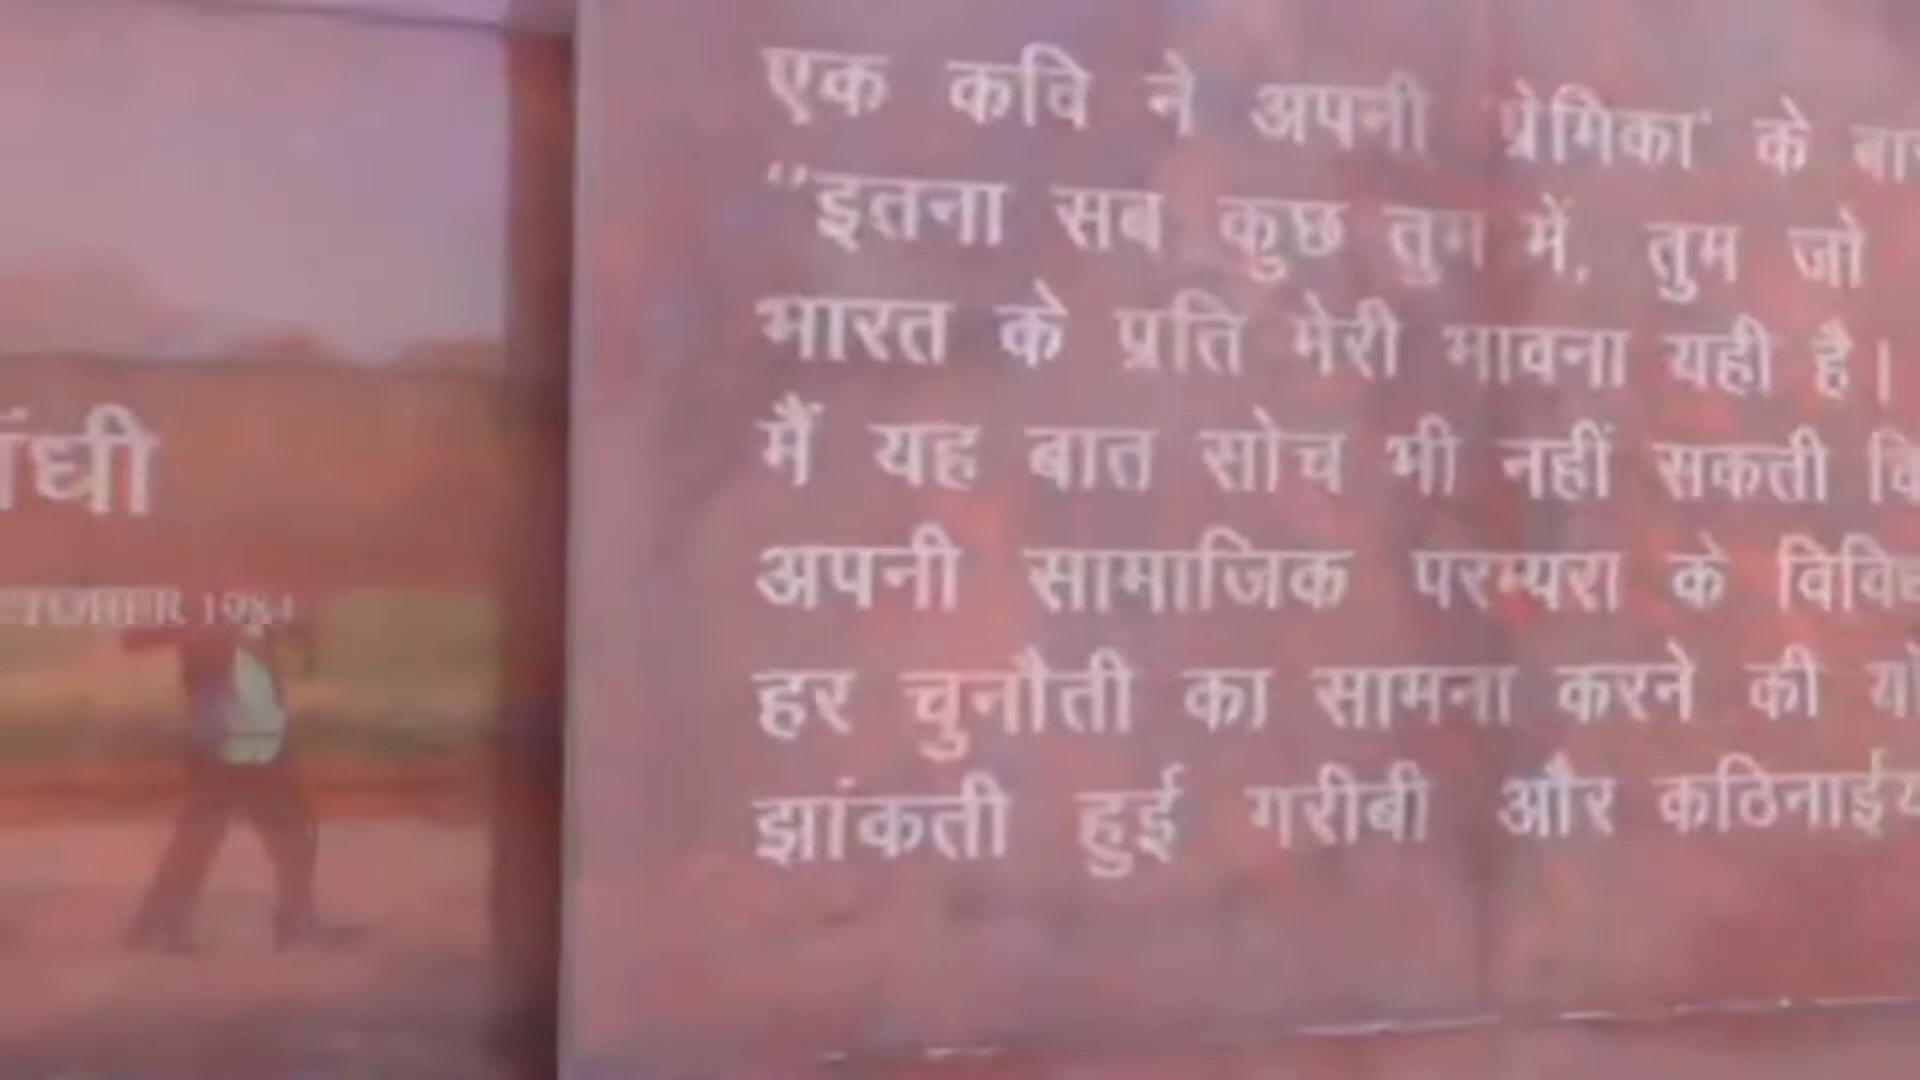 एक कवि ने अपनी 'प्रेमिका' के
"इतना सब कुछ तुम में, तुम जो
भारत के प्रति मेरी भावना यही है।
मैं यह बात सोच भी नहीं सकती
अपनी सामाजिक परम्परा के
हर चुनौती का सामना करने की
झांकती हुई गरीबी और
1984